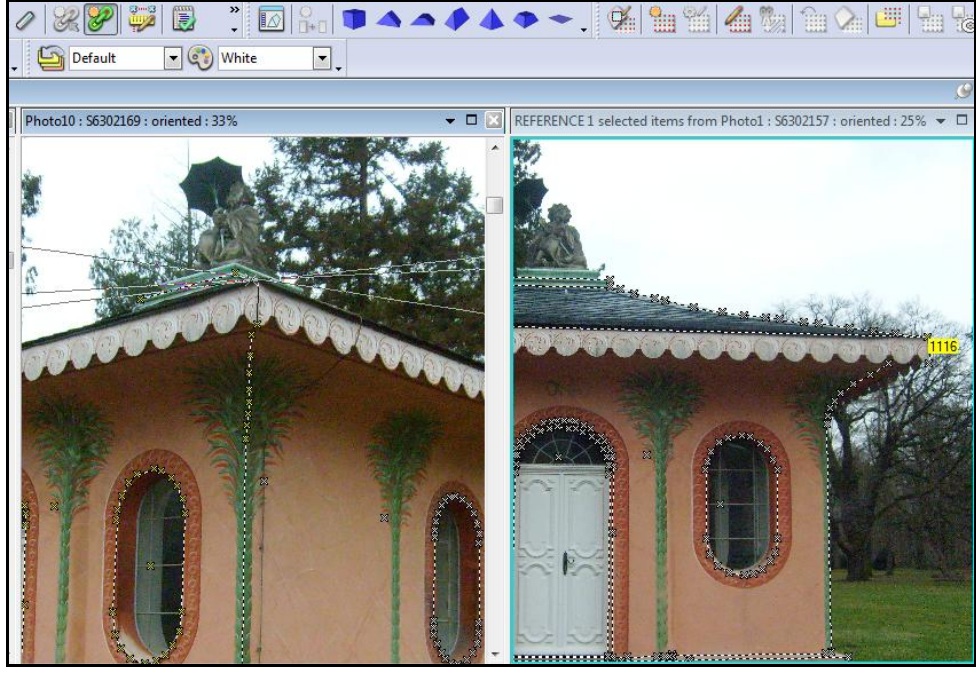 »
Default
White
Photo10 : S6302169 : oriented : 33%
REFERENCE 1 selected items from Photo1 : S6302157 : oriented : 25%
1116